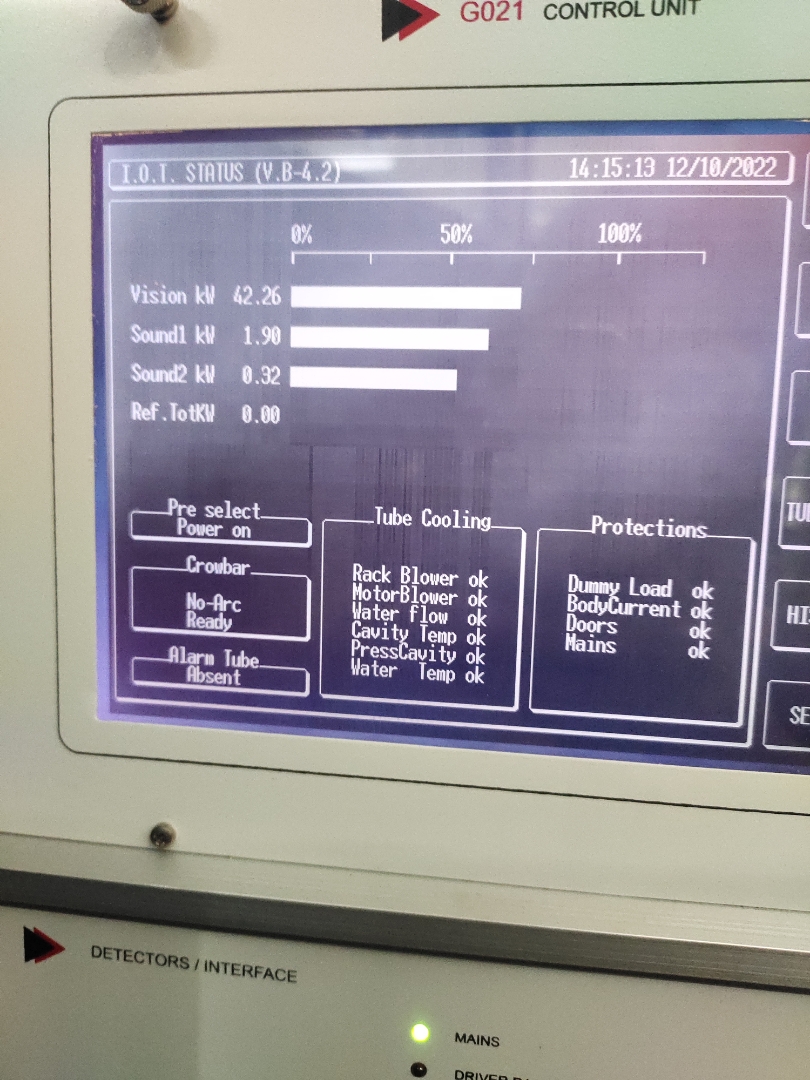 G021 CONTROL UNIT
I.O.T. STATUS (V.B-4.2) 14:15:13 12/10/2022
0% 50% 100%
Vision kW 42.26
Sound1 kW 1.90
Sound2 kW 0.32
Ref.TotKW 0.00
Pre select
Power on
Crowbar
No-Arc
Ready
Alarm Tube
Absent
Tube Cooling
Rack Blower ok
MotorBlower ok
Water flow ok
Cavity Temp ok
PressCavity ok
Water Temp ok
Protections
Dummy Load ok
BodyCurrent ok
Doors ok
Mains ok
DETECTORS / INTERFACE
MAINS
DRIVER